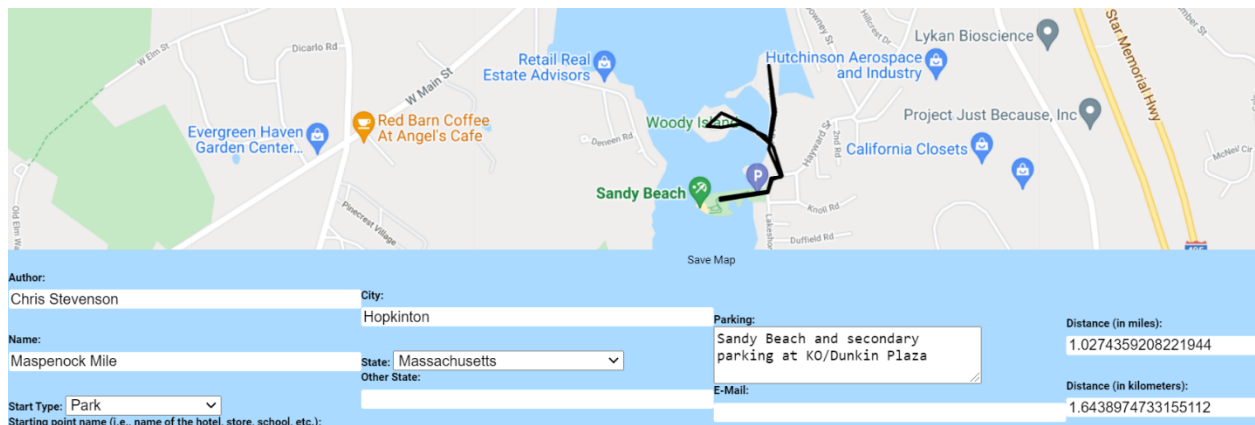 W Elm St
Dicarlo Rd
W Main St
Retail Real
Estate Advisors
Hutchinson Aerospace
and Industry
Lykan Bioscience
Hillcrest Dr
Star Memorial Hwy
Evergreen Haven
Garden Center...
Red Barn Coffee
At Angel's Cafe
Woody Island
Deneen Rd
Hayward St
2nd Rd
Project Just Because, Inc
California Closets
McNeil Cir
Sandy Beach
P
Knoll Rd
Duffield Rd
Pinecrest Village
Save Map
Author:
Chris Stevenson
City:
Hopkinton
Name:
Maspenock Mile
State: Massachusetts
Other State:
Start Type: Park
Starting point name (i.e., name of the hotel, store, school, etc.):
Parking:
Sandy Beach and secondary
parking at KO/Dunkin Plaza
E-Mail:
Distance (in miles):
1.0274359208221944
Distance (in kilometers):
1.6438974733155112